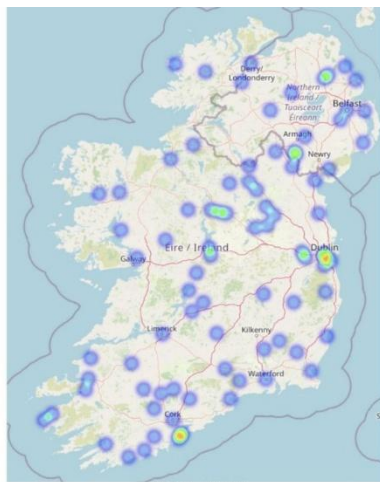 Derry/
Londonderry
Northern
Ireland /
Tuaisceart
Éireann
Belfast
Armagh
Newry
Éire / Ireland
Dublin
Galway
Limerick
Kilkenny
Waterford
Cork